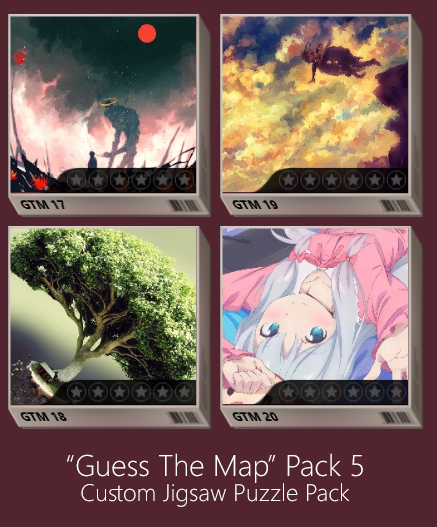 GTM 17
GTM 19
GTM 18
GTM 20
“Guess The Map” Pack 5
Custom Jigsaw Puzzle Pack